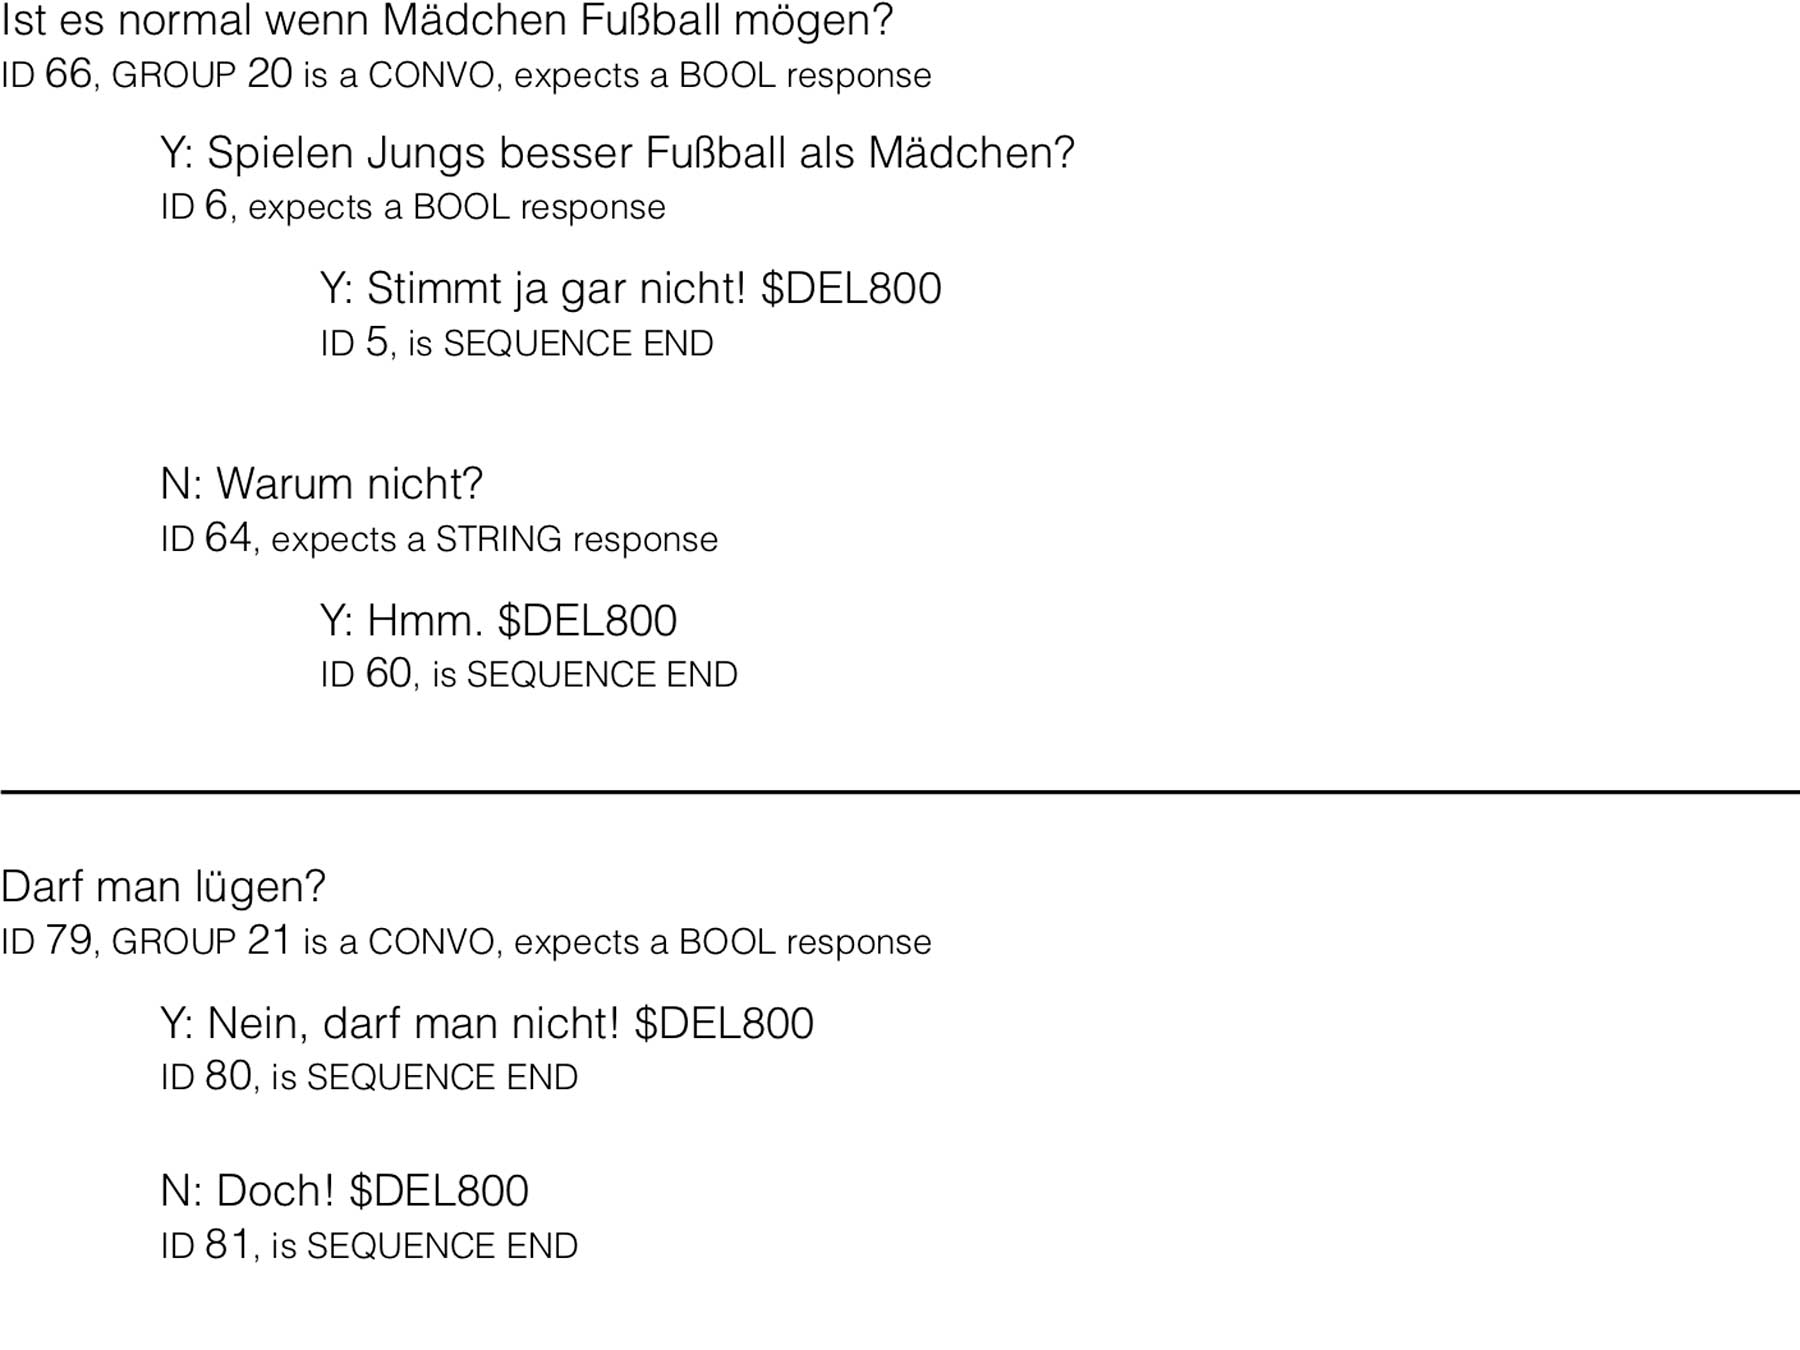 Ist es normal wenn Mädchen Fußball mögen?
ID 66, GROUP 20 is a CONVO, expects a BOOL response
Y: Spielen Jungs besser Fußball als Mädchen?
ID 6, expects a BOOL response
Y: Stimmt ja gar nicht! $DEL800
ID 5, is SEQUENCE END
N: Warum nicht?
ID 64, expects a STRING response
Y: Hmm. $DEL800
ID 60, is SEQUENCE END
Darf man lügen?
ID 79, GROUP 21 is a CONVO, expects a BOOL response
Y: Nein, darf man nicht! $DEL800
ID 80, is SEQUENCE END
N: Doch! $DEL800
ID 81, is SEQUENCE END